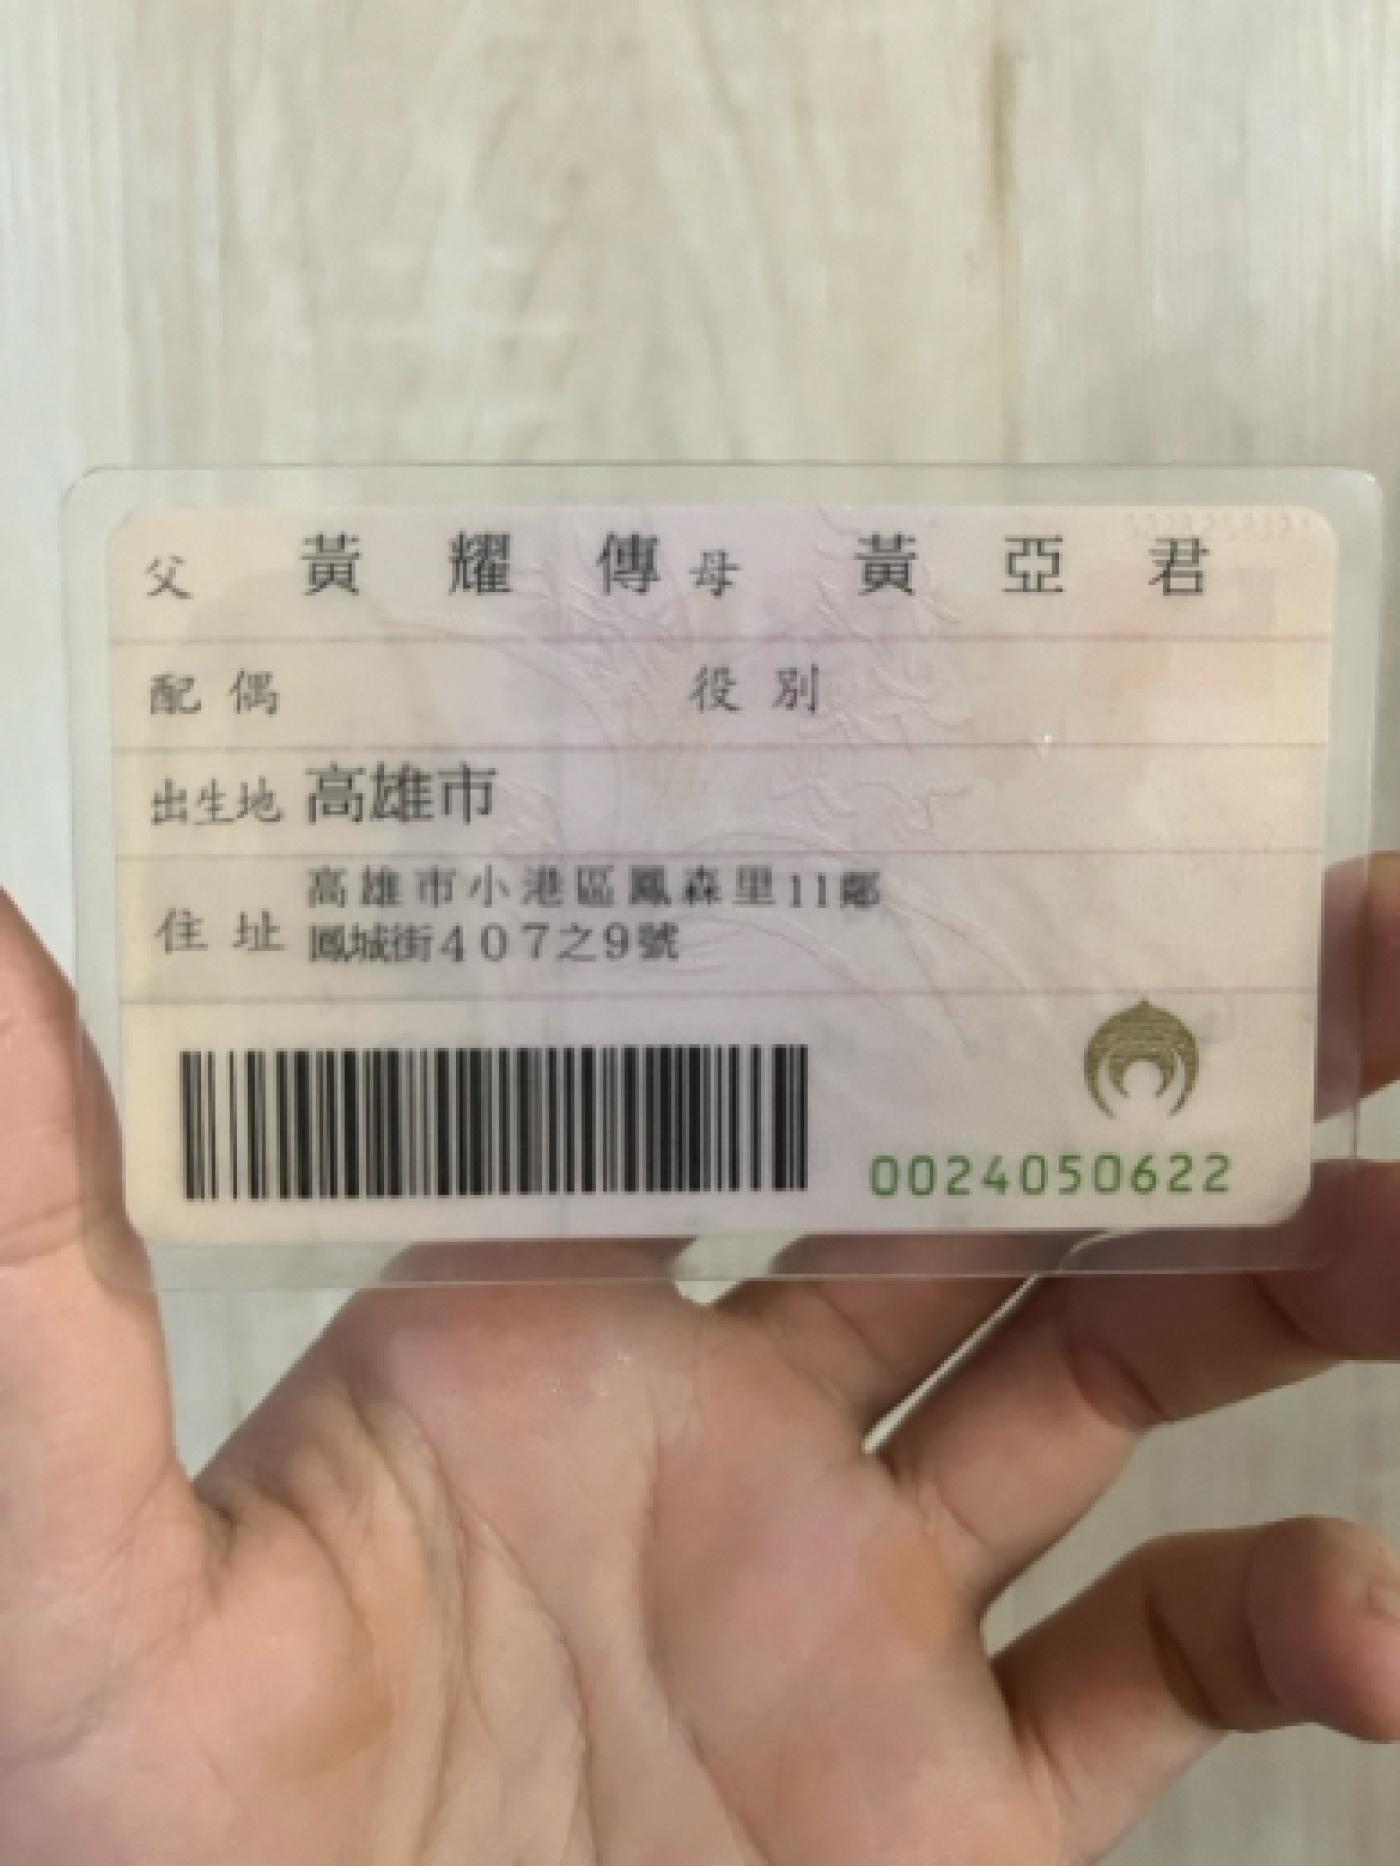 父 黃耀傳 母 黃亞君
配偶 役別
出生地 高雄市
住址 高雄市小港區鳳森里11鄰
鳳城街407之9號
0024050622